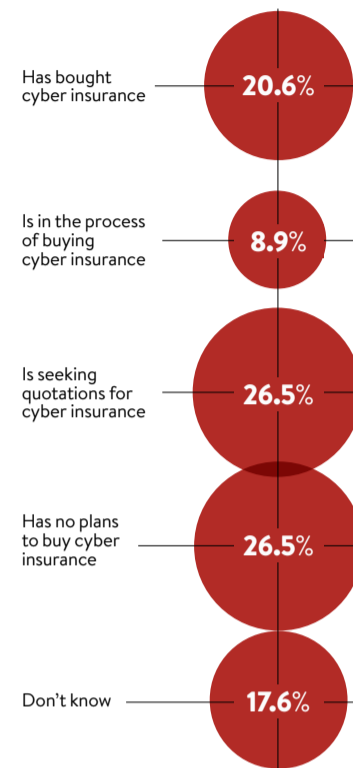 Has bought
cyber insurance
20.6%
Is in the process
of buying
cyber insurance
8.9%
Is seeking
quotations for
cyber insurance
26.5%
Has no plans
to buy cyber
insurance
26.5%
Don’t know
17.6%